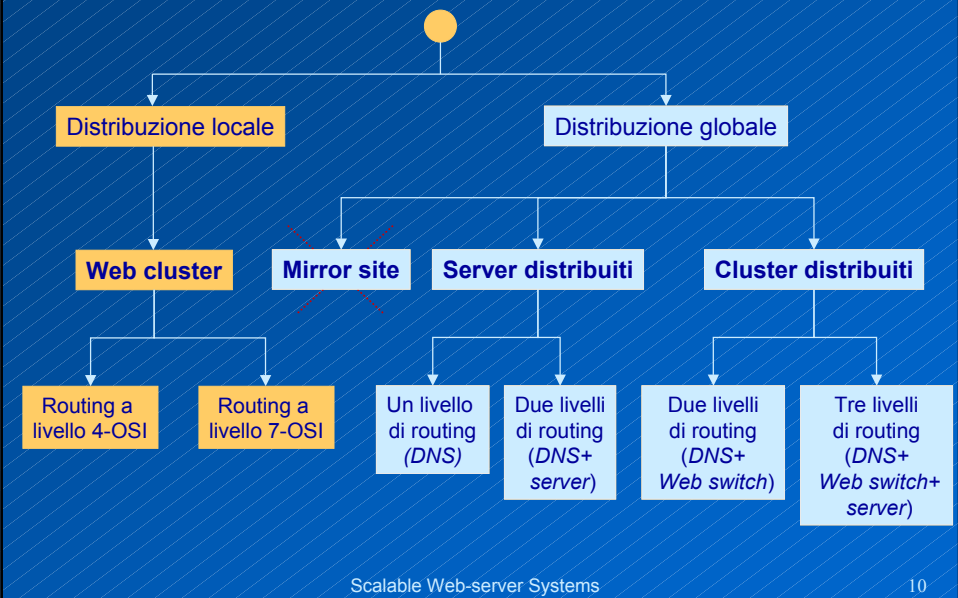 Distribuzione locale
Distribuzione globale
Web cluster
Mirror site
Server distribuiti
Cluster distribuiti
Routing a
livello 4-OSI
Routing a
livello 7-OSI
Un livello
di routing
(DNS)
Due livelli
di routing
(DNS+
server)
Due livelli
di routing
(DNS+
Web switch)
Tre livelli
di routing
(DNS+
Web switch+
server)
Scalable Web-server Systems
10